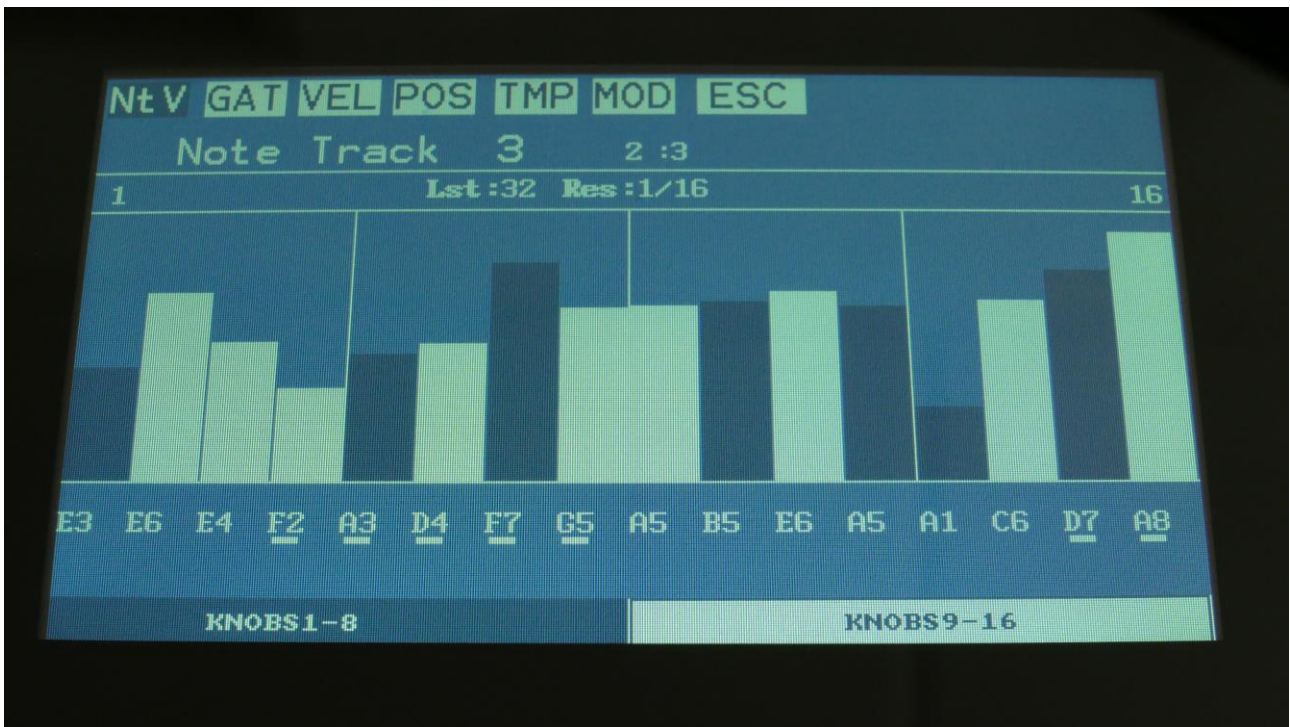 NtV GAT VEL POS TMP MOD ESC
Note Track 3 2 :3
1 Lst:32 Res:1/16 16
E3 E6 E4 F2 A3 D4 F7 G5 A5 B5 E6 A5 A1 C6 D7 A8
KNOBS1-8 KNOBS9-16